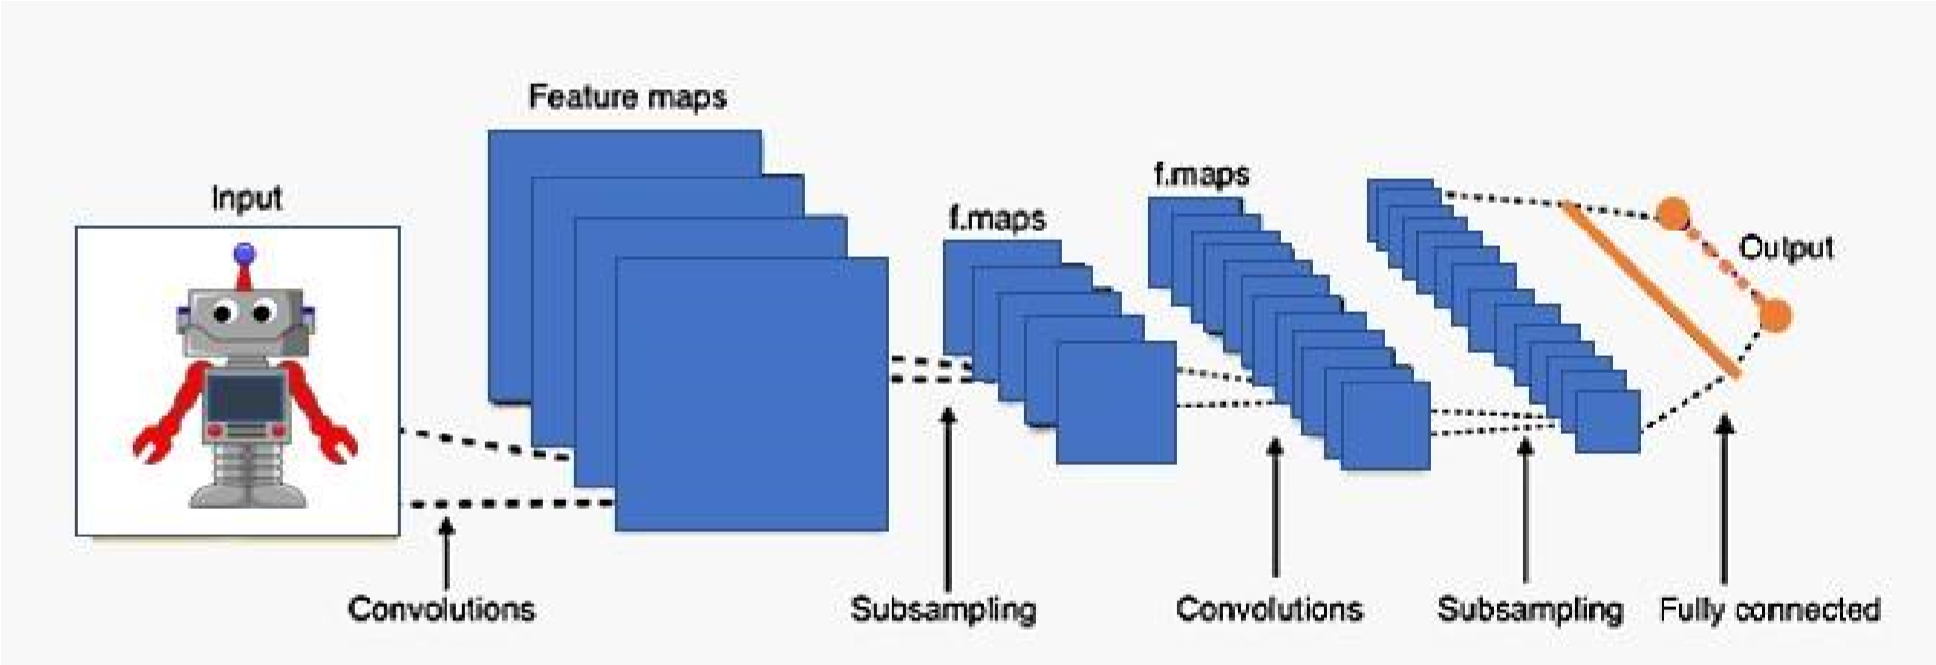 Feature maps
Input
f.maps
f.maps
Output
Convolutions
Subsampling
Convolutions
Subsampling
Fully connected